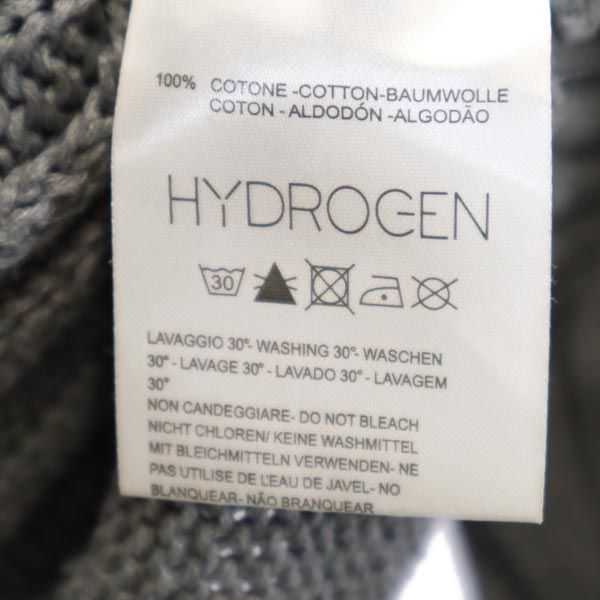 100% COTONE -COTTON-BAUMWOLLE
COTON - ALDODÓN -ALGODÃO
HYDROGEN
30
LAVAGGIO 30°- WASHING 30°- WASCHEN
30° - LAVAGE 30° - LAVADO 30° - LAVAGEM
30°
NON CANDEGGIARE- DO NOT BLEACH
NICHT CHLOREN/ KEINE WASHMITTEL
MIT BLEICHMITTELN VERWENDEN- NE
PAS UTILISE DE L'EAU DE JAVEL- NO
BLANQUEAR- NÃO BRANQUEAR